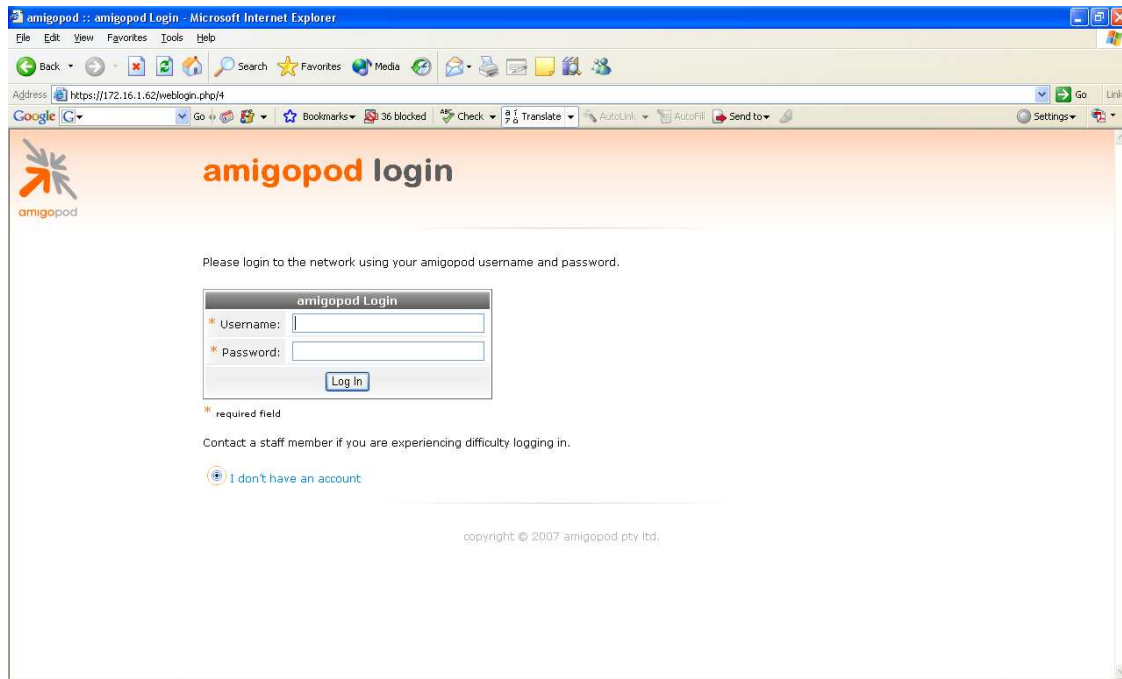 amigopod :: amigopod Login - Microsoft Internet Explorer
File Edit View Favorites Tools Help
Back Search Favorites Media
Address https://172.16.1.62/weblogin.php/4 Go
Google G Go Bookmarks 36 blocked Check Translate AutoLink AutoFill Send to Settings
amigopod login
amigopod
Please login to the network using your amigopod username and password.
amigopod Login
* Username:
* Password:
Log In
* required field
Contact a staff member if you are experiencing difficulty logging in.
I don't have an account
copyright © 2007 amigopod pty ltd.